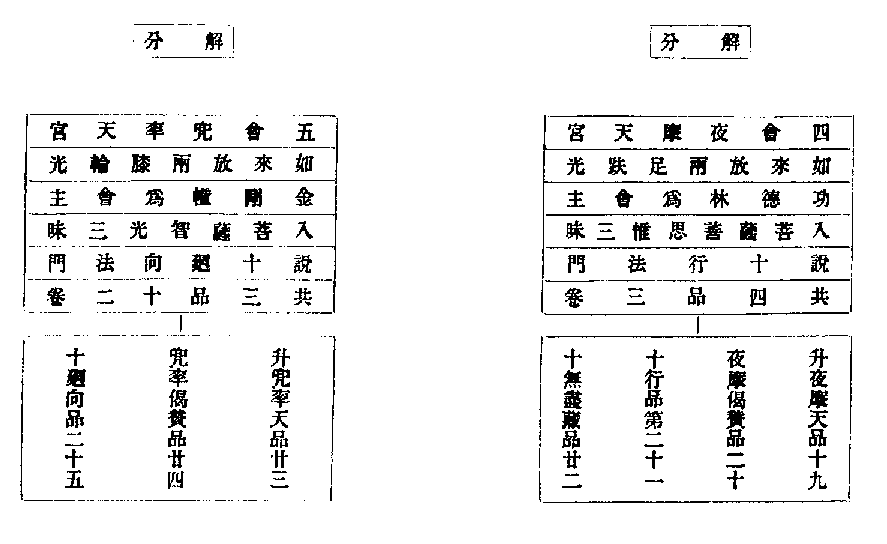 解分
四會夜摩天宮
如來放兩足趺光
功德林為會主
入菩薩善思惟三昧
說十行法門
共四品三卷
升夜摩天品十九
夜摩偈贊品二十
十行品第二十一
十無盡藏品廿二
解分
五會兜率天宮
如來放兩膝輪光
金剛幢為會主
入菩薩智光三昧
說十廻向法門
共三品十二卷
升兜率天品廿三
兜率偈贊品廿四
十廻向品二十五